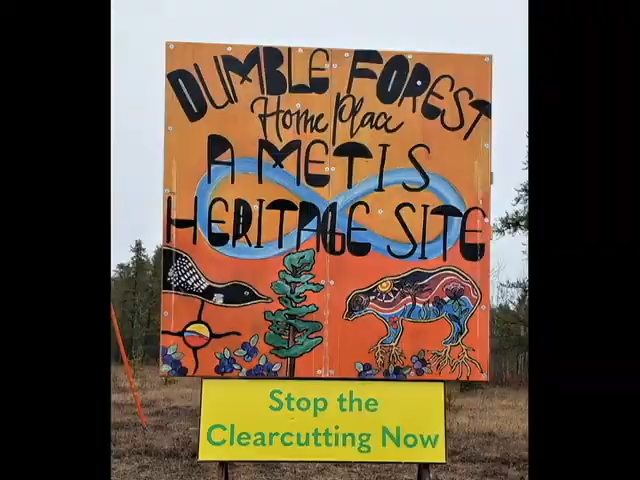 DUMBLE FOREST
Home Place
A METIS
HERITAGE SITE
Stop the
Clearcutting Now